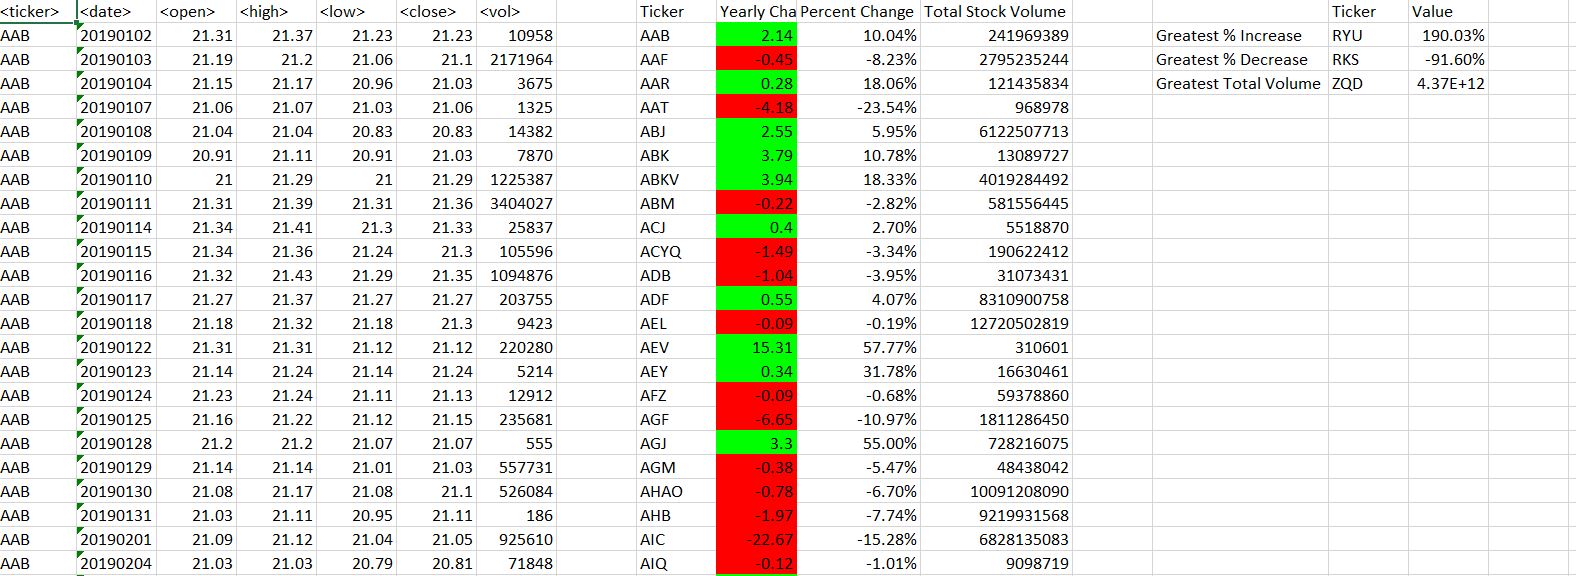 <ticker> <date> <open> <high> <low> <close> <vol> Ticker Yearly Cha Percent Change Total Stock Volume Ticker Value
AAB 20190102 21.31 21.37 21.23 21.23 10958 AAB 2.14 10.04% 241969389 Greatest % Increase RYU 190.03%
AAB 20190103 21.19 21.2 21.06 21.1 2171964 AAF -0.45 -8.23% 2795235244 Greatest % Decrease RKS -91.60%
AAB 20190104 21.15 21.17 20.96 21.03 3675 AAR 0.28 18.06% 121435834 Greatest Total Volume ZQD 4.37E+12
AAB 20190107 21.06 21.07 21.03 21.06 1325 AAT -4.18 -23.54% 968978
AAB 20190108 21.04 21.04 20.83 20.83 14382 ABJ 2.55 5.95% 6122507713
AAB 20190109 20.91 21.11 20.91 21.03 7870 ABK 3.79 10.78% 13089727
AAB 20190110 21 21.29 21 21.29 1225387 ABKV 3.94 18.33% 4019284492
AAB 20190111 21.31 21.39 21.31 21.36 3404027 ABM -0.22 -2.82% 581556445
AAB 20190114 21.34 21.41 21.3 21.33 25837 ACJ 0.4 2.70% 5518870
AAB 20190115 21.34 21.36 21.24 21.3 105596 ACYQ -1.49 -3.34% 190622412
AAB 20190116 21.32 21.43 21.29 21.35 1094876 ADB -1.04 -3.95% 31073431
AAB 20190117 21.27 21.37 21.27 21.27 203755 ADF 0.55 4.07% 8310900758
AAB 20190118 21.18 21.32 21.18 21.3 9423 AEL -0.09 -0.19% 12720502819
AAB 20190122 21.31 21.31 21.12 21.12 220280 AEV 15.31 57.77% 310601
AAB 20190123 21.14 21.24 21.14 21.24 5214 AEY 0.34 31.78% 16630461
AAB 20190124 21.23 21.24 21.11 21.13 12912 AFZ -0.09 -0.68% 59378860
AAB 20190125 21.16 21.22 21.12 21.15 235681 AGF -6.65 -10.97% 1811286450
AAB 20190128 21.2 21.2 21.07 21.07 555 AGJ 3.3 55.00% 728216075
AAB 20190129 21.14 21.14 21.01 21.03 557731 AGM -0.38 -5.47% 48438042
AAB 20190130 21.08 21.17 21.08 21.1 526084 AHAO -0.78 -6.70% 10091208090
AAB 20190131 21.03 21.11 20.95 21.11 186 AHB -1.97 -7.74% 9219931568
AAB 20190201 21.09 21.12 21.04 21.05 925610 AIC -22.67 -15.28% 6828135083
AAB 20190204 21.03 21.03 20.79 20.81 71848 AIQ -0.12 -1.01% 9098719